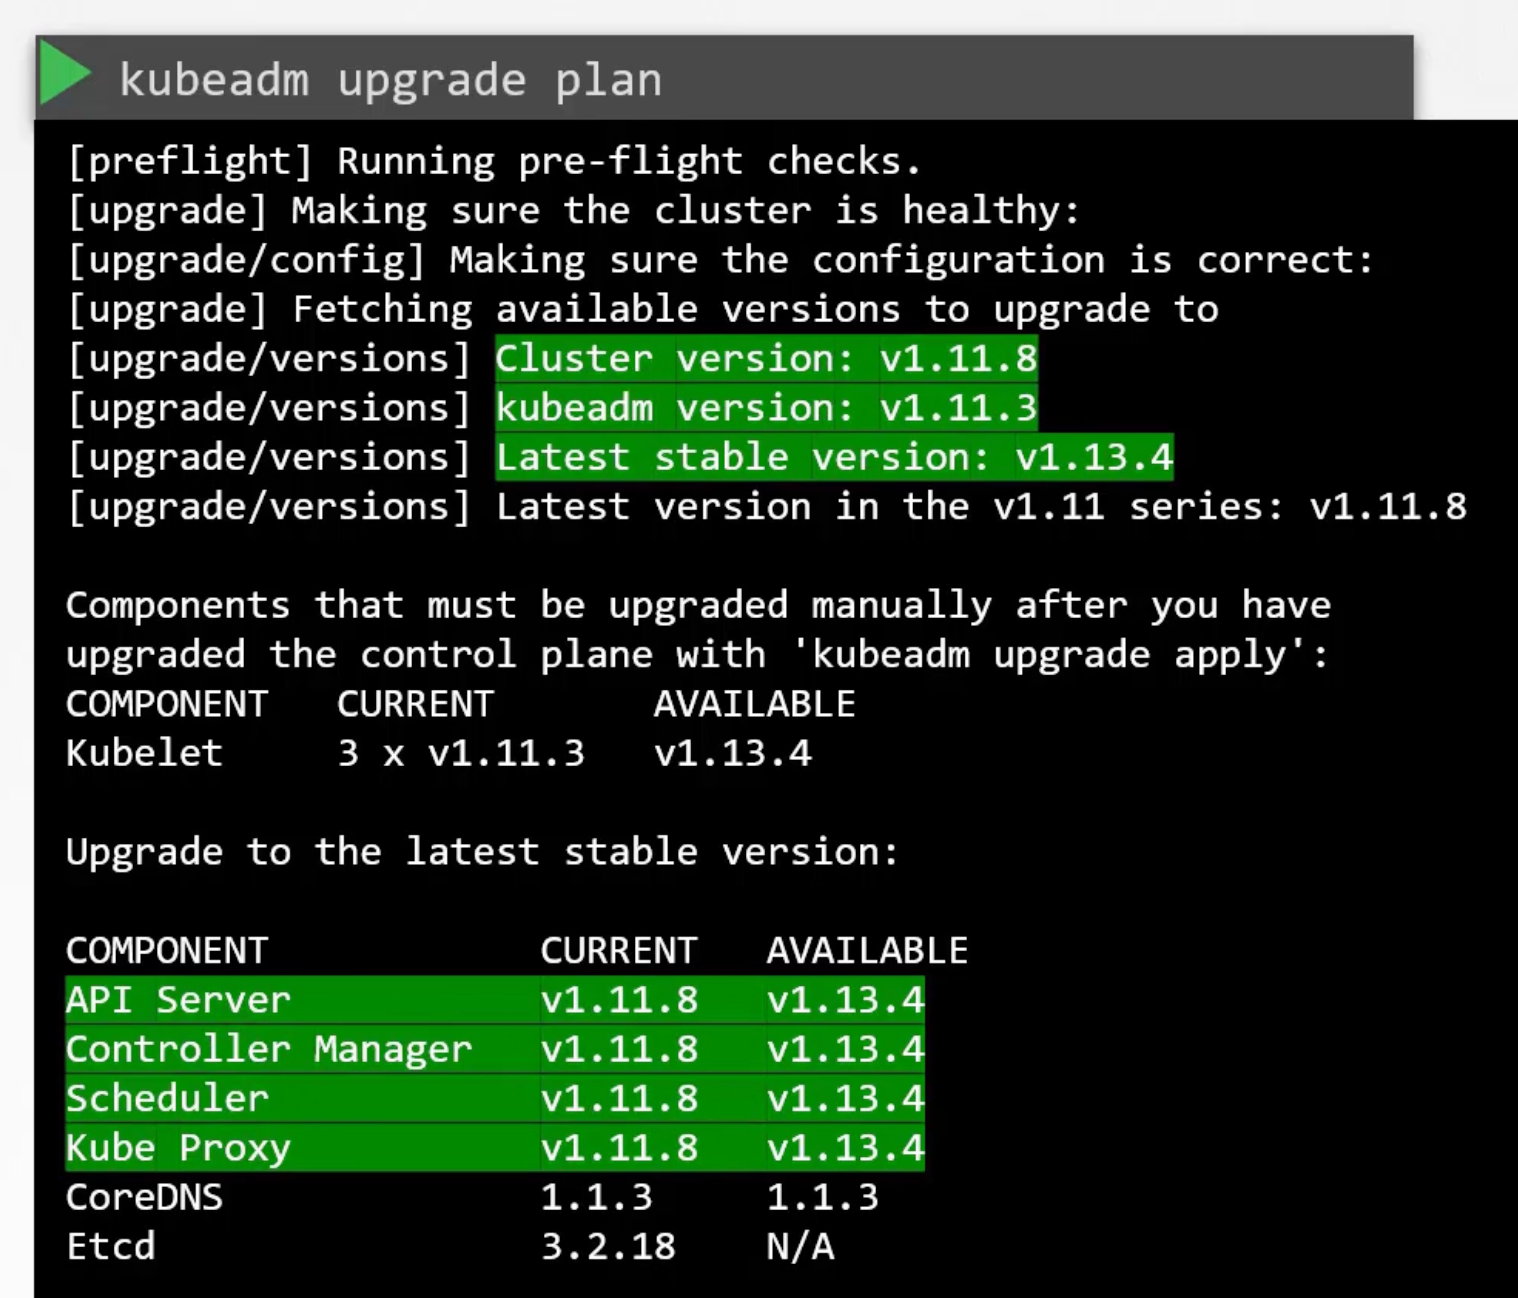 kubeadm upgrade plan
[preflight] Running pre-flight checks.
[upgrade] Making sure the cluster is healthy:
[upgrade/config] Making sure the configuration is correct:
[upgrade] Fetching available versions to upgrade to
[upgrade/versions] Cluster version: v1.11.8
[upgrade/versions] kubeadm version: v1.11.3
[upgrade/versions] Latest stable version: v1.13.4
[upgrade/versions] Latest version in the v1.11 series: v1.11.8
Components that must be upgraded manually after you have
upgraded the control plane with 'kubeadm upgrade apply':
COMPONENT CURRENT AVAILABLE
Kubelet 3 x v1.11.3 v1.13.4
Upgrade to the latest stable version:
COMPONENT CURRENT AVAILABLE
API Server v1.11.8 v1.13.4
Controller Manager v1.11.8 v1.13.4
Scheduler v1.11.8 v1.13.4
Kube Proxy v1.11.8 v1.13.4
CoreDNS 1.1.3 1.1.3
Etcd 3.2.18 N/A